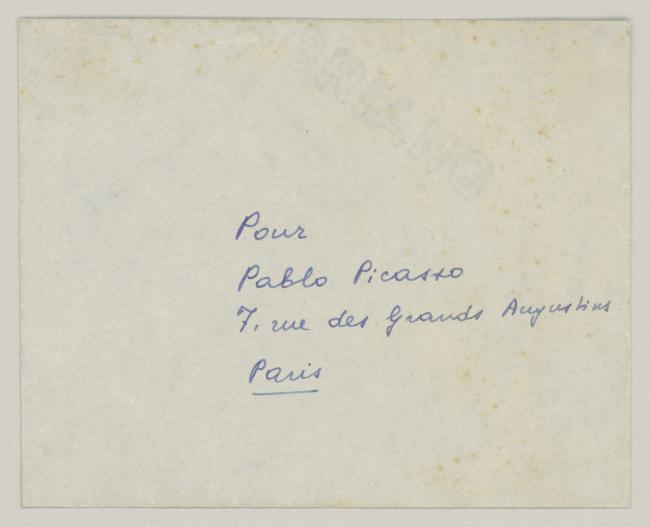 Pour
Pablo Picasso
7, rue des Grands Augustins
Paris